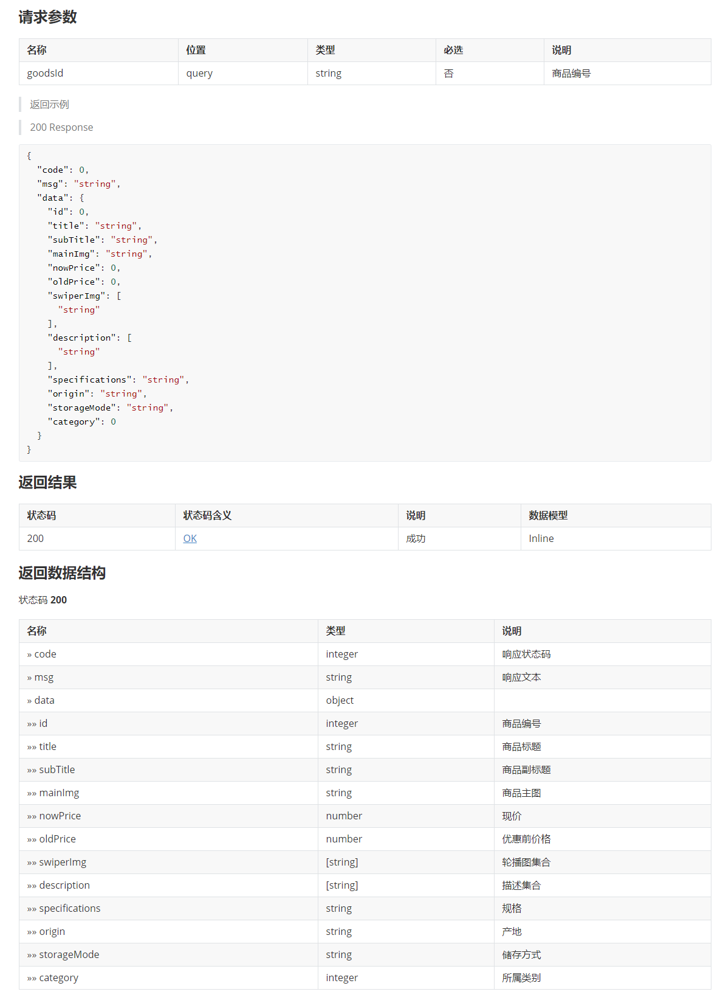 请求参数
名称 位置 类型 必选 说明
goodsId query string 否 商品编号
返回示例
200 Response
{
  "code": 0,
  "msg": "string",
  "data": {
    "id": 0,
    "title": "string",
    "subTitle": "string",
    "mainImg": "string",
    "nowPrice": 0,
    "oldPrice": 0,
    "swiperImg": [
      "string"
    ],
    "description": [
      "string"
    ],
    "specifications": "string",
    "origin": "string",
    "storageMode": "string",
    "category": 0
  }
}
返回结果
状态码 状态码含义 说明 数据模型
200 OK 成功 Inline
返回数据结构
状态码 200
名称 类型 说明
» code integer 响应状态码
» msg string 响应文本
» data object
»» id integer 商品编号
»» title string 商品标题
»» subTitle string 商品副标题
»» mainImg string 商品主图
»» nowPrice number 现价
»» oldPrice number 优惠前价格
»» swiperImg [string] 轮播图集合
»» description [string] 描述集合
»» specifications string 规格
»» origin string 产地
»» storageMode string 储存方式
»» category integer 所属类别